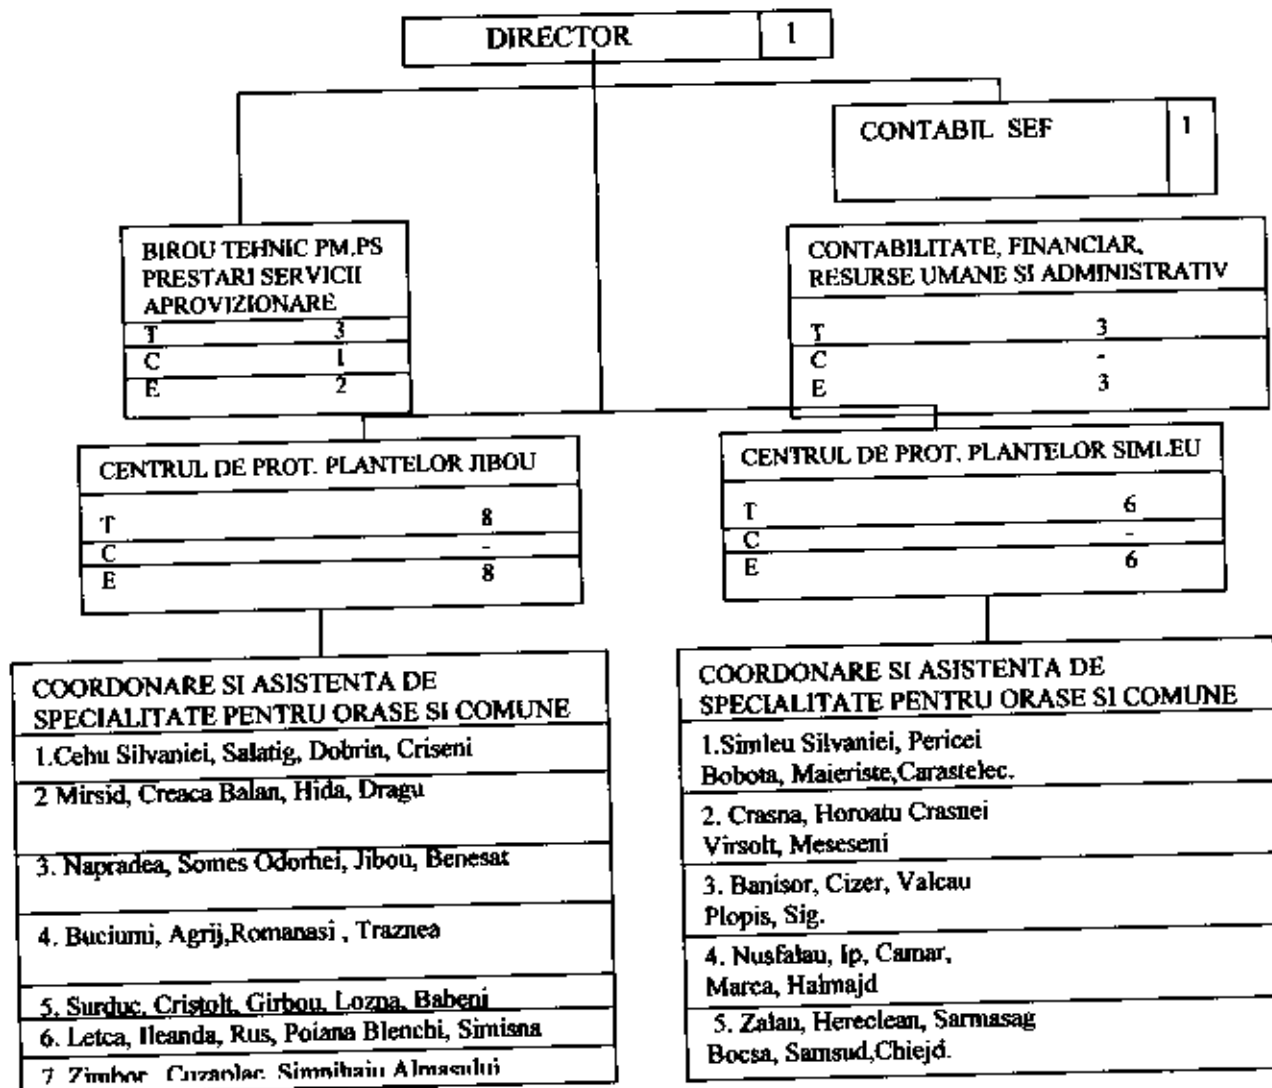 DIRECTOR 1
CONTABIL SEF 1
BIROU TEHNIC PM,PS
PRESTARI SERVICII
APROVIZIONARE
T 3
C 1
E 2
CONTABILITATE, FINANCIAR,
RESURSE UMANE SI ADMINISTRATIV
T 3
C -
E 3
CENTRUL DE PROT. PLANTELOR JIBOU
T 8
C -
E 8
CENTRUL DE PROT. PLANTELOR SIMLEU
T 6
C -
E 6
COORDONARE SI ASISTENTA DE
SPECIALITATE PENTRU ORASE SI COMUNE
1.Cehu Silvaniei, Salatig, Dobrin, Criseni
2 Mirsid, Creaca Balan, Hida, Dragu
3. Napradea, Somes Odorhei, Jibou, Benesat
4. Buciumi, Agrij,Romanasi , Traznea
5. Surduc, Cristolt, Girbou, Lozna, Babeni
6. Letca, Ileanda, Rus, Poiana Blenchi, Simisna
7. Zimbor Cuzaplac, Simnihaiu Almasului
COORDONARE SI ASISTENTA DE
SPECIALITATE PENTRU ORASE SI COMUNE
1.Simleu Silvaniei, Pericei
Bobota, Maieriste,Carastelec.
2. Crasna, Horoatu Crasnei
Virsolt, Meseseni
3. Banisor, Cizer, Valcau
Plopis, Sig.
4. Nusfalau, Ip, Camar,
Marca, Halmajd
5. Zalau, Hereclean, Sarmasag
Bocsa, Samsud,Chiejd.